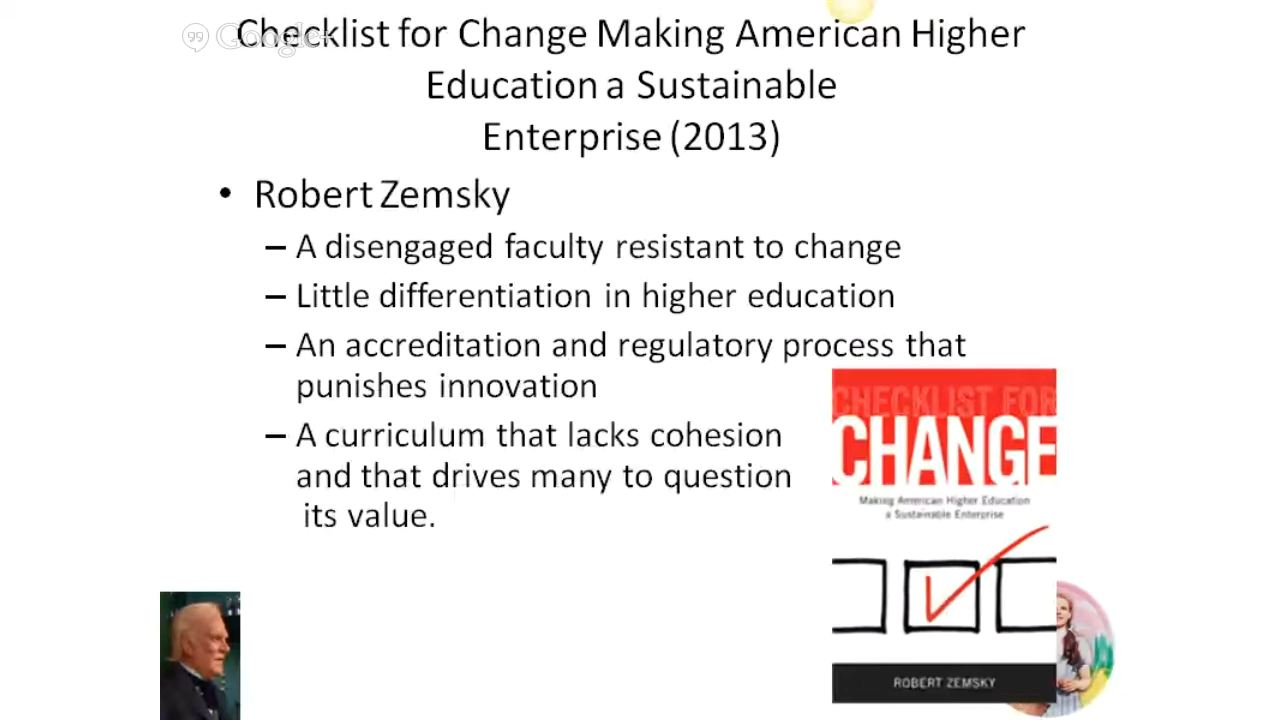 Google+
Checklist for Change Making American Higher
Education a Sustainable
Enterprise (2013)
• Robert Zemsky
– A disengaged faculty resistant to change
– Little differentiation in higher education
– An accreditation and regulatory process that
punishes innovation
– A curriculum that lacks cohesion
and that drives many to question
its value.
CHECKLIST FOR
CHANGE
Making American Higher Education
a Sustainable Enterprise
ROBERT ZEMSKY